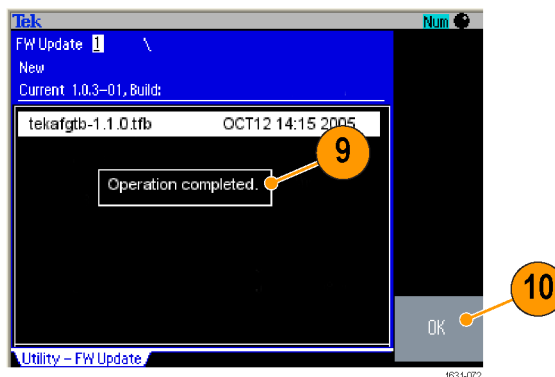 Tek Num
FW Update 1 \
New
Current 1.0.3-01, Build:
tekafgtb-1.1.0.tfb OCT12 14:15 2005
9
Operation completed.
10
OK
Utility - FW Update
1631-072